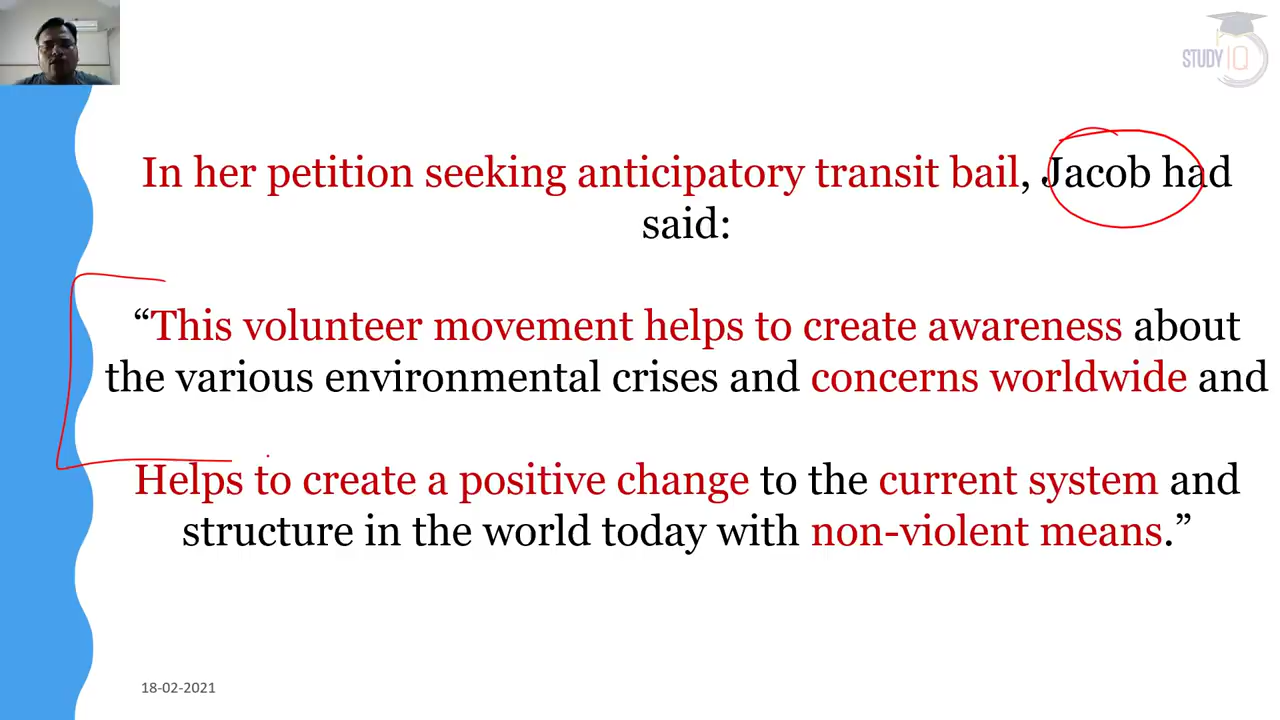 STUDY IQ
In her petition seeking anticipatory transit bail, Jacob had
said:
“This volunteer movement helps to create awareness about
the various environmental crises and concerns worldwide and
Helps to create a positive change to the current system and
structure in the world today with non-violent means.”
18-02-2021